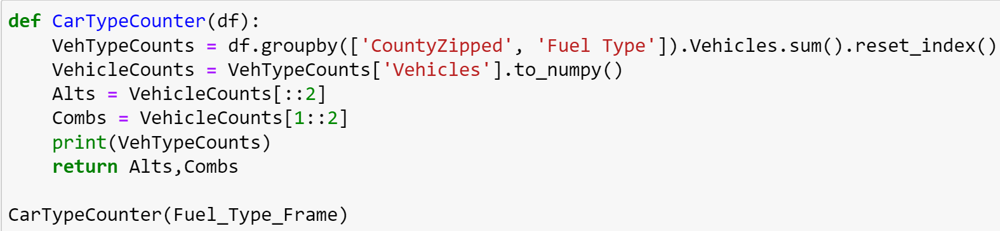 def CarTypeCounter(df):
    VehTypeCounts = df.groupby(['CountyZipped', 'Fuel Type']).Vehicles.sum().reset_index()
    VehicleCounts = VehTypeCounts['Vehicles'].to_numpy()
    Alts = VehicleCounts[::2]
    Combs = VehicleCounts[1::2]
    print(VehTypeCounts)
    return Alts,Combs

CarTypeCounter(Fuel_Type_Frame)